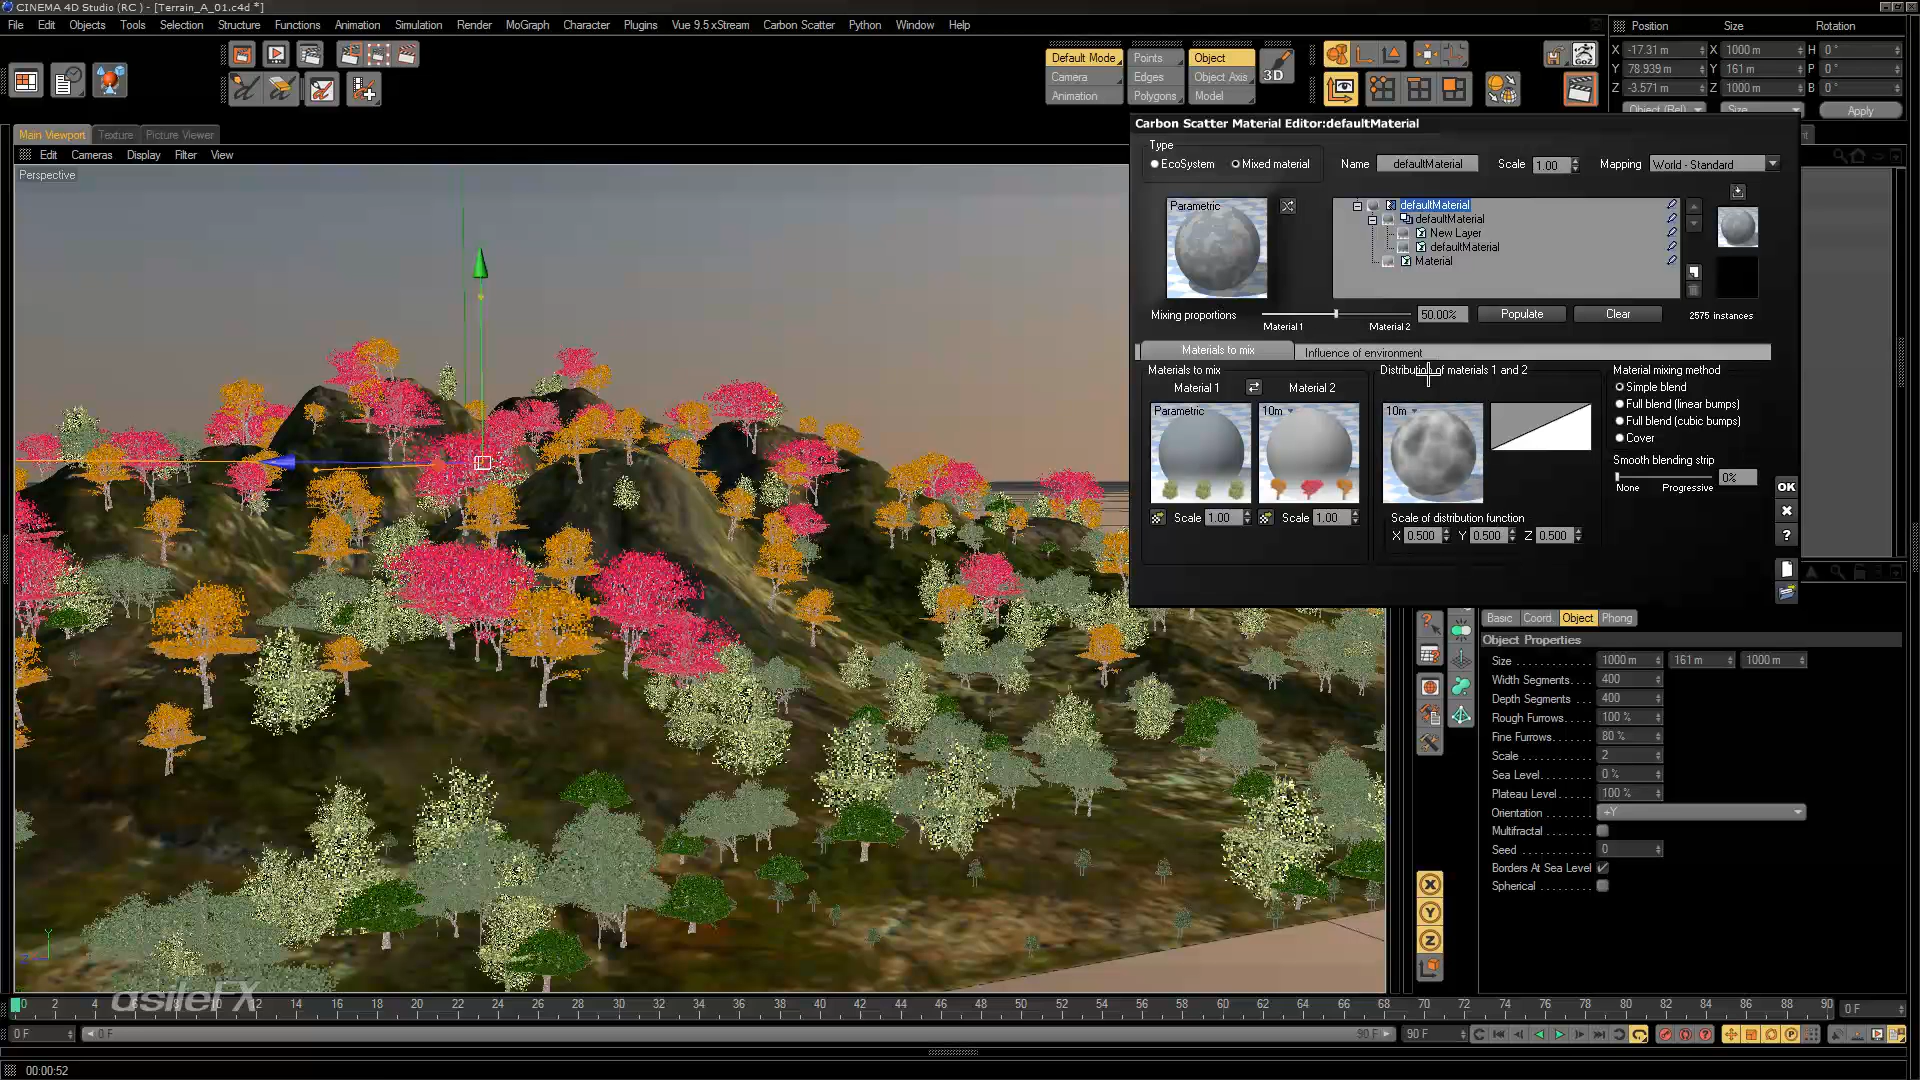 CINEMA 4D Studio (RC ) - [Terrain_A_01.c4d *]
File Edit Objects Tools Selection Structure Functions Animation Simulation Render MoGraph Character Plugins Vue 9.5 xStream Carbon Scatter Python Window Help
Default Mode Points Object
Camera Edges Object Axis
Animation Polygons Model
3D
GoZ
Position Size Rotation
X -17.31 m X 1000 m H 0 °
Y 78.939 m Y 161 m P 0 °
Z -3.571 m Z 1000 m B 0 °
Object (Rel) Size Apply
Main Viewport Texture Picture Viewer
Edit Cameras Display Filter View
Perspective
Carbon Scatter Material Editor:defaultMaterial
Type
EcoSystem Mixed material
Name defaultMaterial Scale 1.00 Mapping World - Standard
Parametric
defaultMaterial
defaultMaterial
New Layer
defaultMaterial
Material
Mixing proportions 50.00% Populate Clear 2575 instances
Material 1 Material 2
Materials to mix Influence of environment
Materials to mix Distribution of materials 1 and 2 Material mixing method
Material 1 Material 2
Parametric 10m 10m
Simple blend
Full blend (linear bumps)
Full blend (cubic bumps)
Cover
Smooth blending strip
0%
None Progressive
Scale 1.00 Scale 1.00
Scale of distribution function
X 0.500 Y 0.500 Z 0.500
OK
?
Basic Coord Object Phong
Object Properties
Size 1000 m 161 m 1000 m
Width Segments 400
Depth Segments 400
Rough Furrows 100 %
Fine Furrows 80 %
Scale 2
Sea Level 0 %
Plateau Level 100 %
Orientation +Y
Multifractal
Seed 0
Borders At Sea Level
Spherical
X
Y
Z
asileFX
0 2 4 6 8 10 12 14 16 18 20 22 24 26 28 30 32 34 36 38 40 42 44 46 48 50 52 54 56 58 60 62 64 66 68 70 72 74 76 78 80 82 84 86 88 90 0 F
0 F 0 F 90 F 90 F
00:00:52